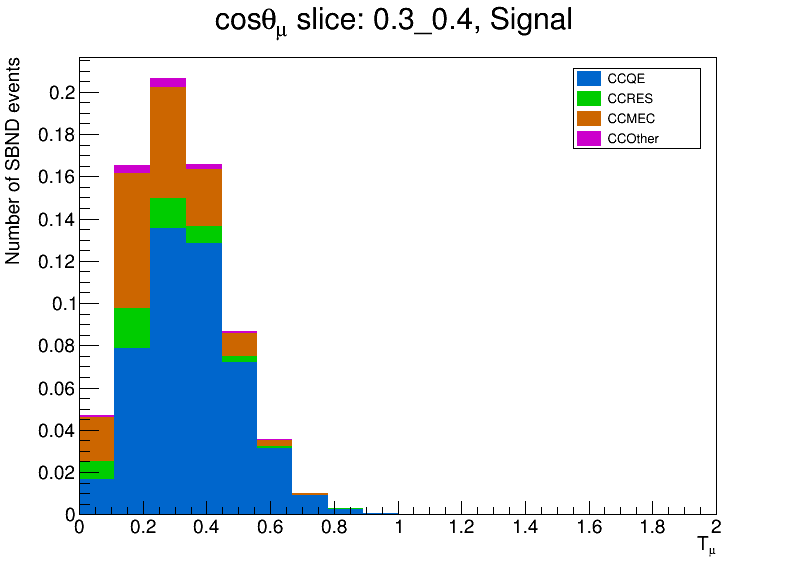 cosθμ slice: 0.3_0.4, Signal
Number of SBND events
CCQE
CCRES
CCMEC
CCOther
0.2
0.18
0.16
0.14
0.12
0.1
0.08
0.06
0.04
0.02
0
0 0.2 0.4 0.6 0.8 1 1.2 1.4 1.6 1.8 2
Tμ